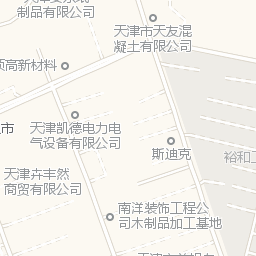 制品有限公司
天津市天友混
凝土有限公司
高新材料
市
天津凯德电力电
气设备有限公司
斯迪克
裕和工
天津卉丰然
商贸有限公司
南洋装饰工程公
司木制品加工基地